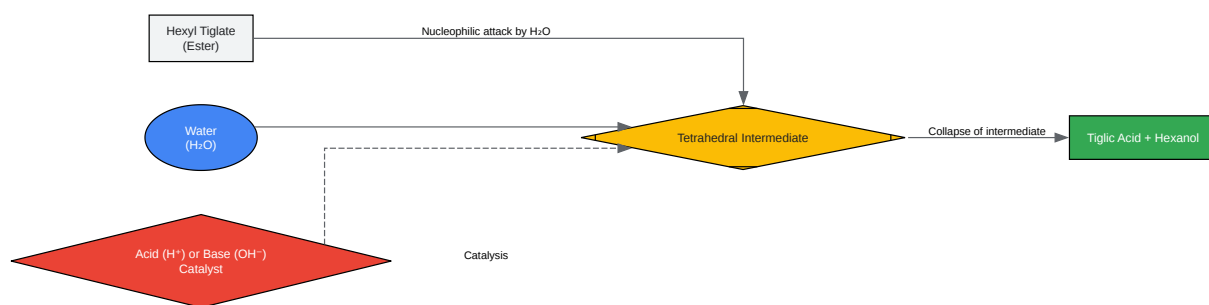 Hexyl Tiglate
(Ester)
Nucleophilic attack by H₂O
Water
(H₂O)
Tetrahedral Intermediate
Collapse of intermediate
Tiglic Acid + Hexanol
Acid (H⁺) or Base (OH⁻)
Catalyst
Catalysis